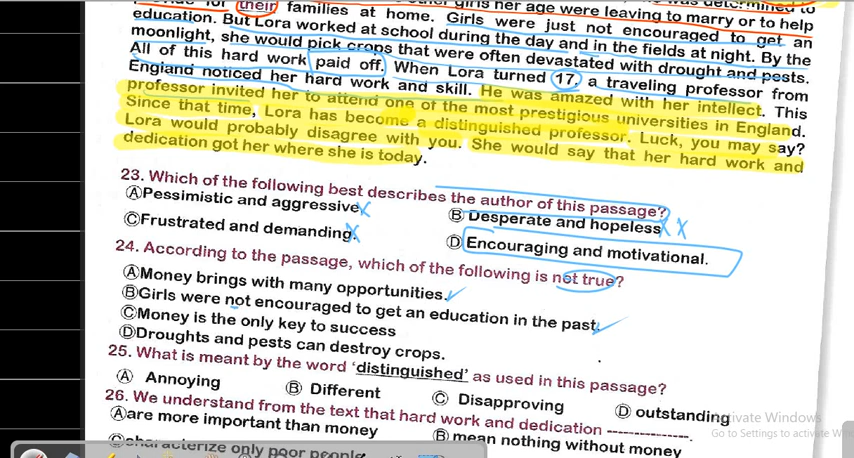 other girls her age were leaving to marry or to help
their families at home. Girls were just not encouraged to get an
education. But Lora worked at school during the day and in the fields at night. By the
moonlight, she would pick crops that were often devastated with drought and pests.
All of this hard work paid off. When Lora turned 17, a traveling professor from
England noticed her hard work and skill. He was amazed with her intellect. This
professor invited her to attend one of the most prestigious universities in England.
Since that time, Lora has become a distinguished professor. Luck, you may say?
Lora would probably disagree with you. She would say that her hard work and
dedication got her where she is today.
23. Which of the following best describes the author of this passage?
Ⓐ Pessimistic and aggressive
Ⓑ Desperate and hopeless
Ⓒ Frustrated and demanding.
Ⓓ Encouraging and motivational.
24. According to the passage, which of the following is not true?
Ⓐ Money brings with many opportunities.
Ⓑ Girls were not encouraged to get an education in the past.
Ⓒ Money is the only key to success
Ⓓ Droughts and pests can destroy crops.
25. What is meant by the word ‘distinguished’ as used in this passage?
Ⓐ Annoying
Ⓑ Different
Ⓒ Disapproving
Ⓓ outstanding
26. We understand from the text that hard work and dedication ----------------.
Ⓐ are more important than money
Ⓑ mean nothing without money
Ⓒ characterize only poor people
Activate Windows
Go to Settings to activate